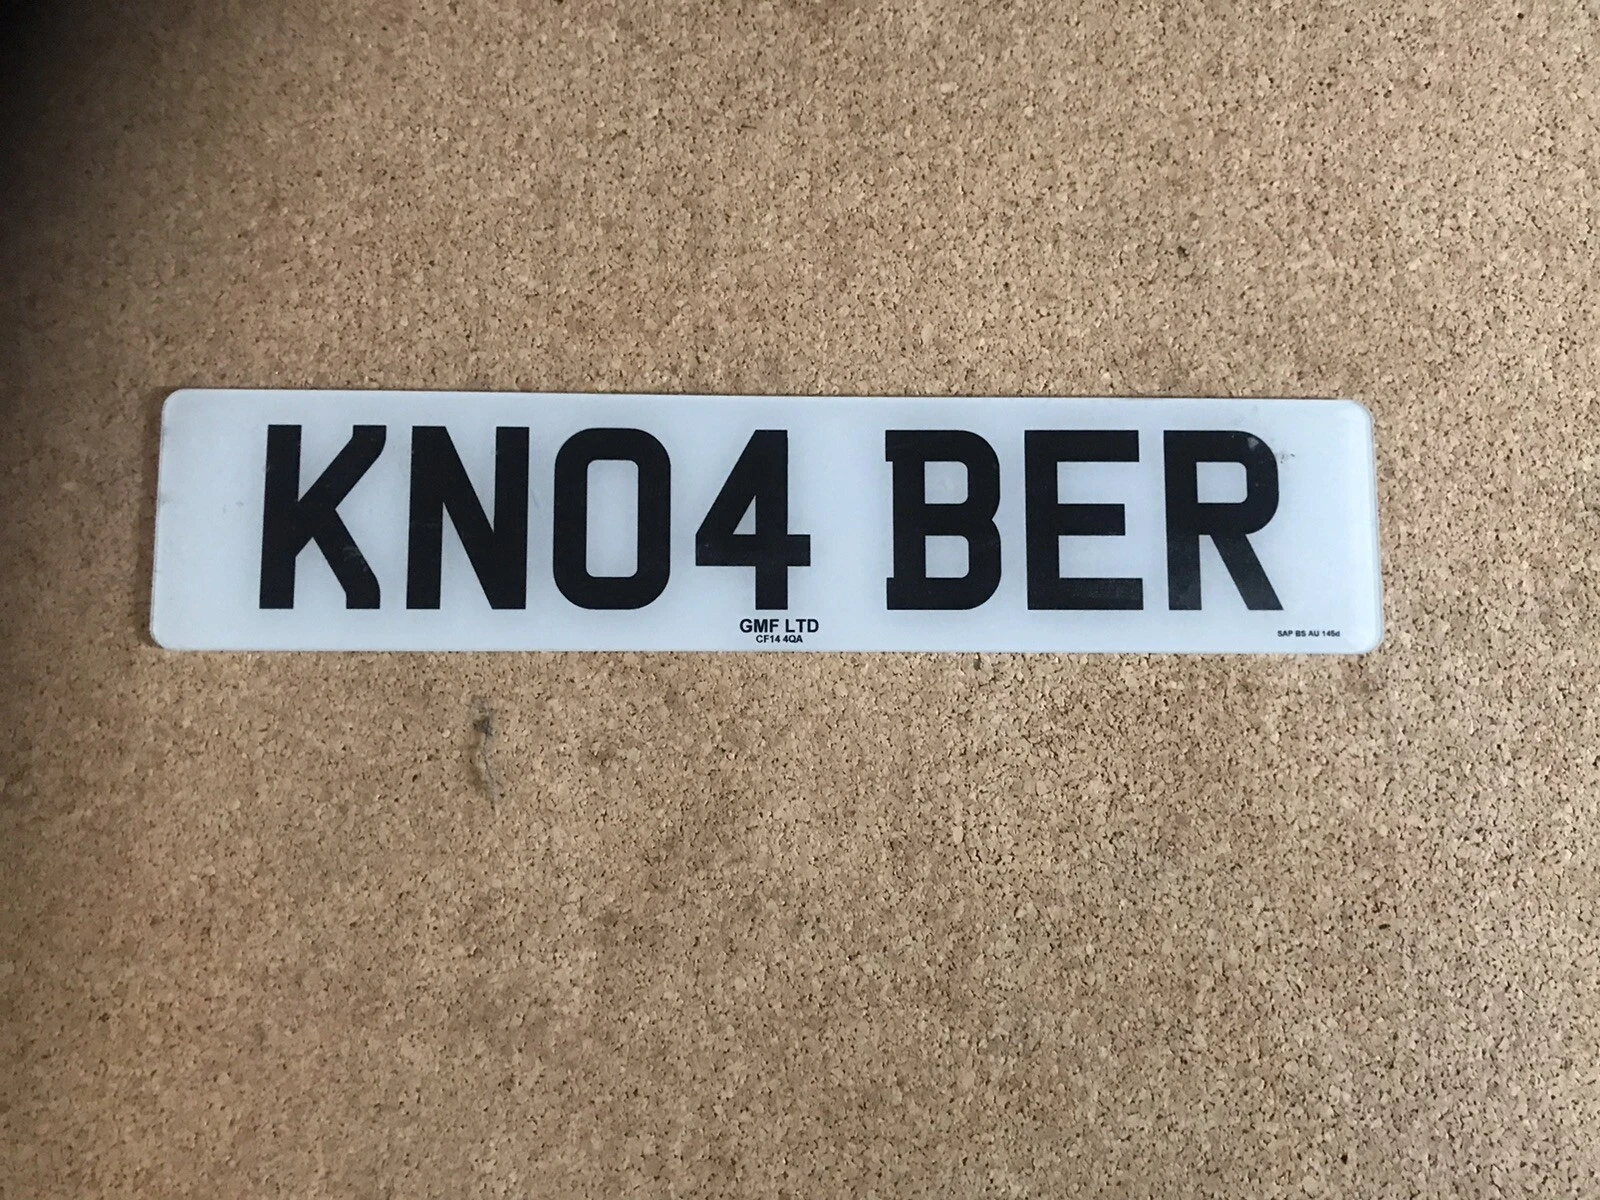 KN04 BER
GMF LTD
CF14 4QA
SAP BS AU 145d